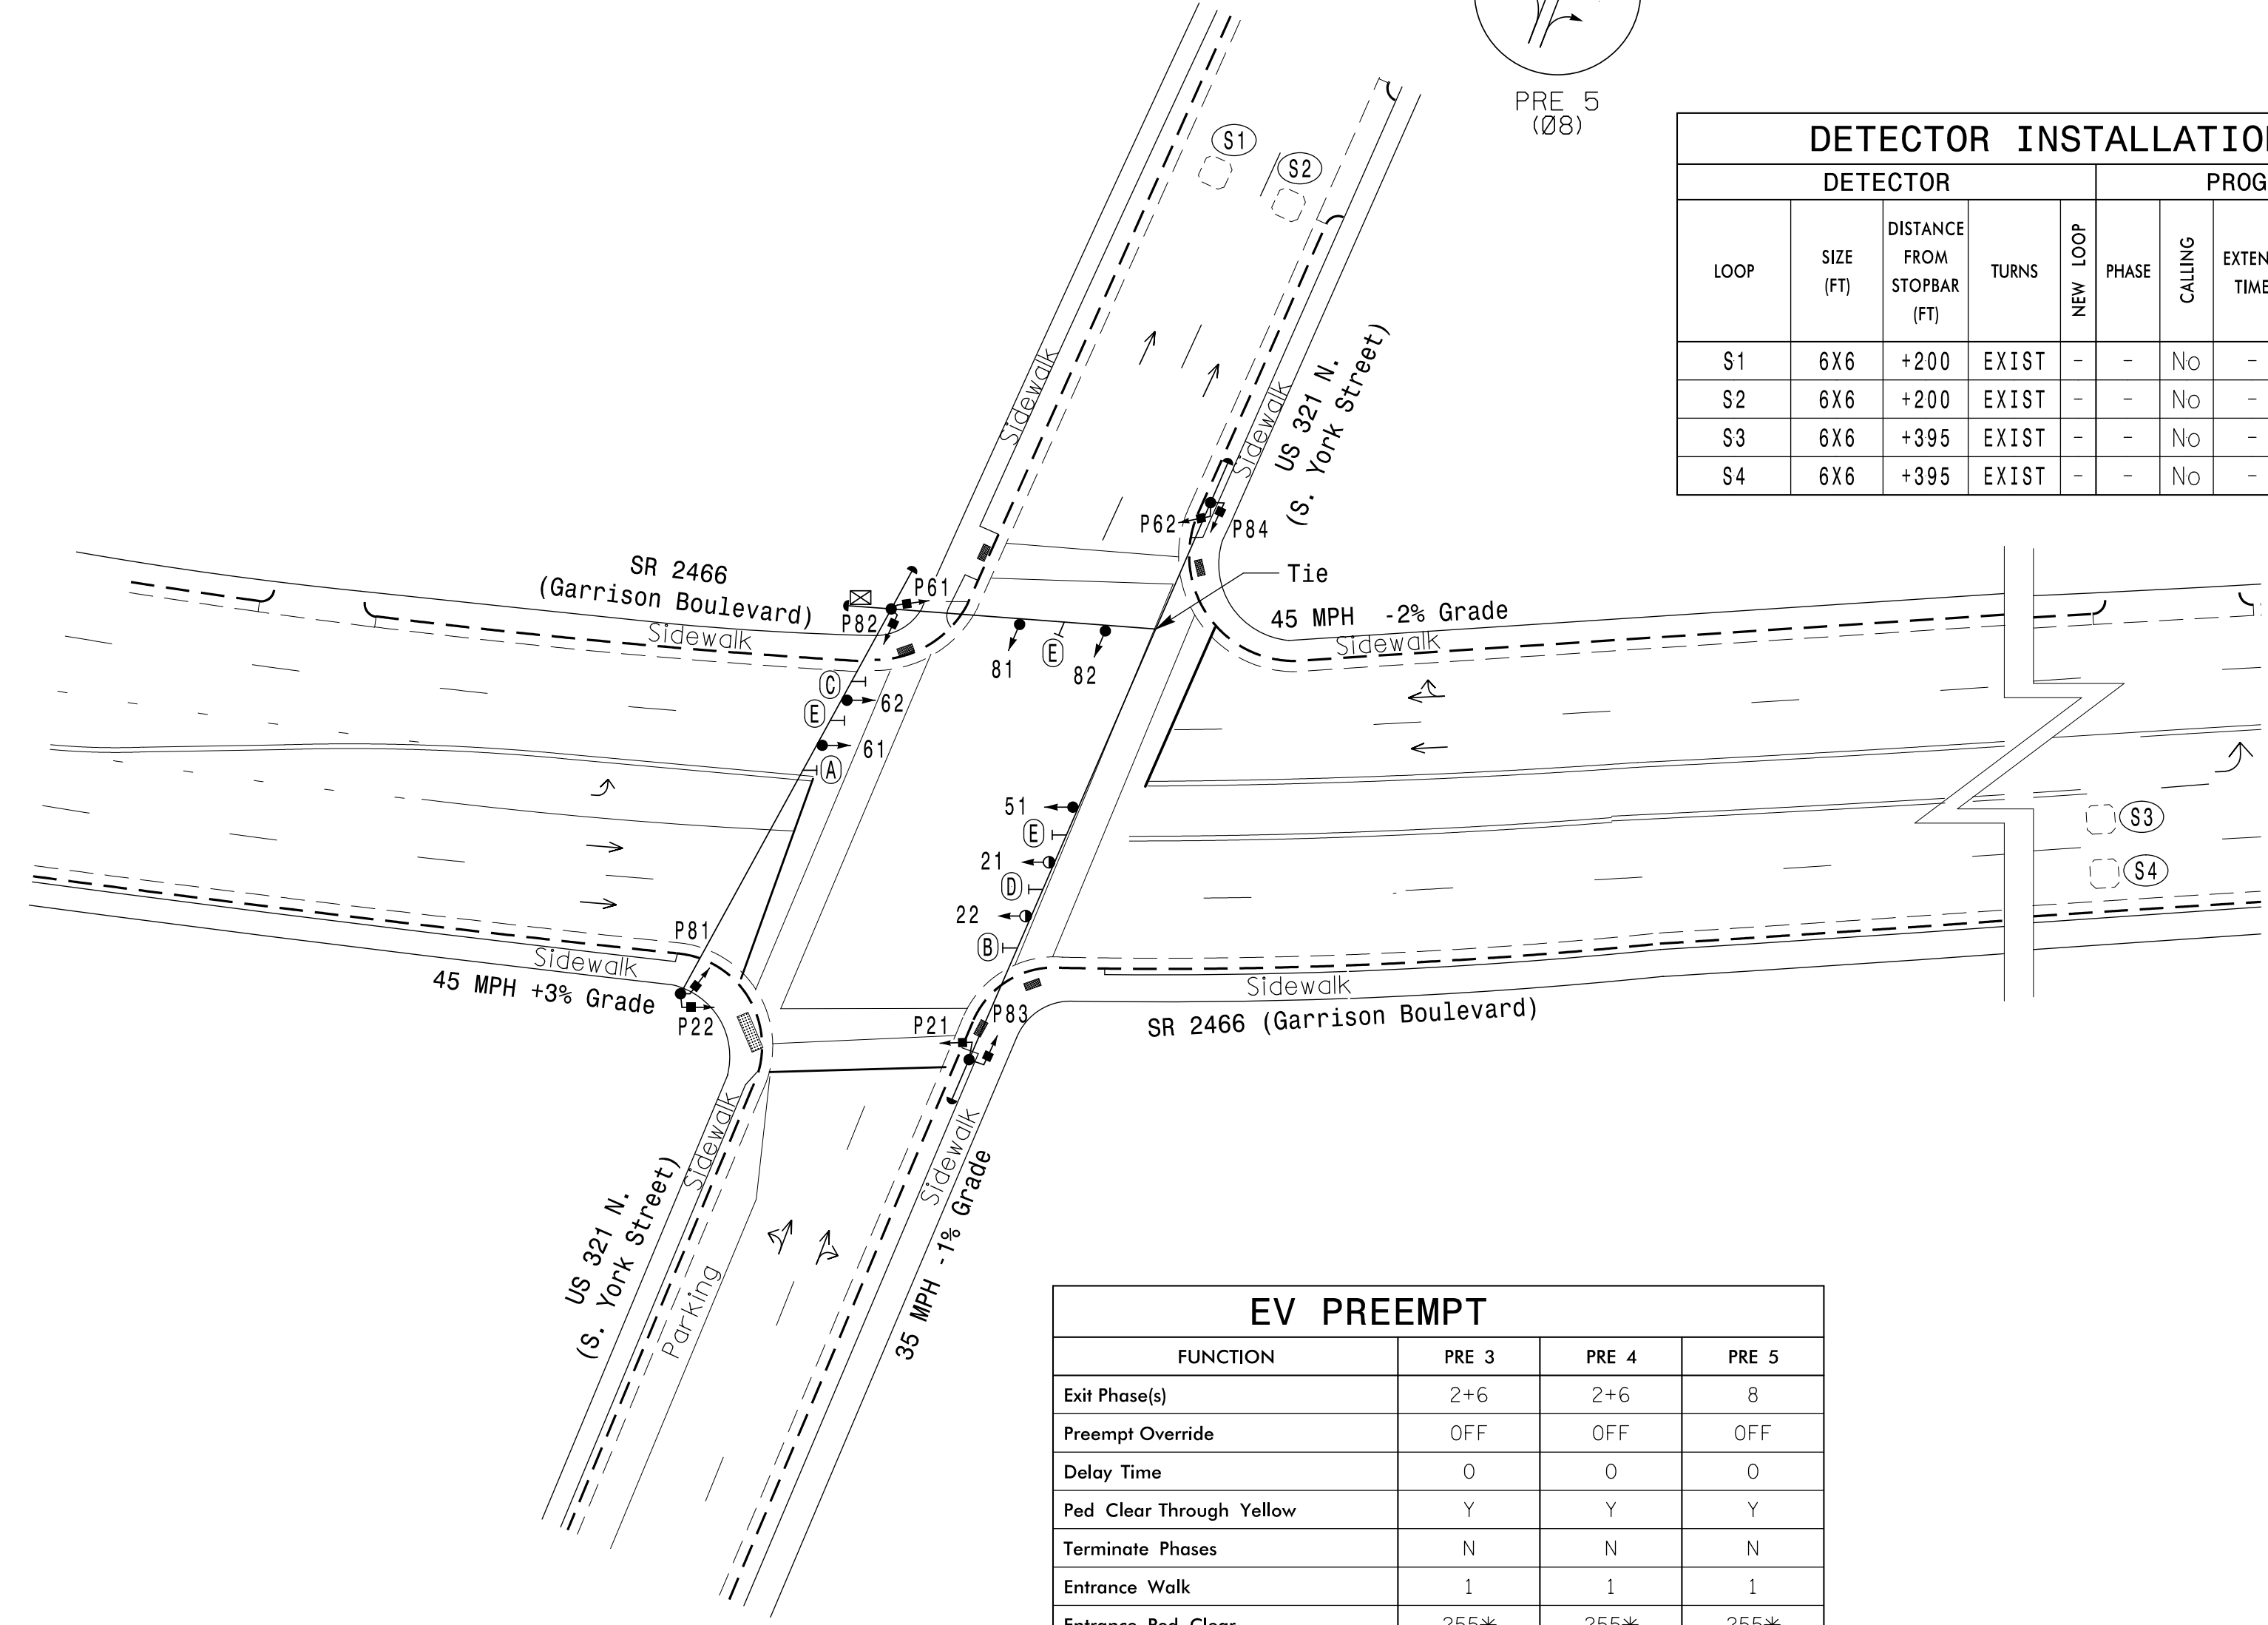 PRE 5
(Ø8)
S1
S2
DETECTOR INSTALLATIO
DETECTOR
PROG
LOOP
SIZE
(FT)
DISTANCE
FROM
STOPBAR
(FT)
TURNS
NEW LOOP
PHASE
CALLING
EXTEN
TIME
S1 6X6 +200 EXIST - - No -
S2 6X6 +200 EXIST - - No -
S3 6X6 +395 EXIST - - No -
S4 6X6 +395 EXIST - - No -
Sidewalk
Sidewalk
US 321 N.
(S. York Street)
P62
P84
Tie
SR 2466
(Garrison Boulevard)
Sidewalk
P61
P82
81
E
82
45 MPH -2% Grade
Sidewalk
C
62
E
61
A
51
E
21
D
22
B
S3
S4
P81
Sidewalk
45 MPH +3% Grade
P22
P21
P83
Sidewalk
SR 2466 (Garrison Boulevard)
Sidewalk
US 321 N.
(S. York Street)
Parking
Sidewalk
35 MPH -1% Grade
EV PREEMPT
FUNCTION PRE 3 PRE 4 PRE 5
Exit Phase(s) 2+6 2+6 8
Preempt Override OFF OFF OFF
Delay Time 0 0 0
Ped Clear Through Yellow Y Y Y
Terminate Phases N N N
Entrance Walk 1 1 1
Entrance Ped Clear 255* 255* 255*